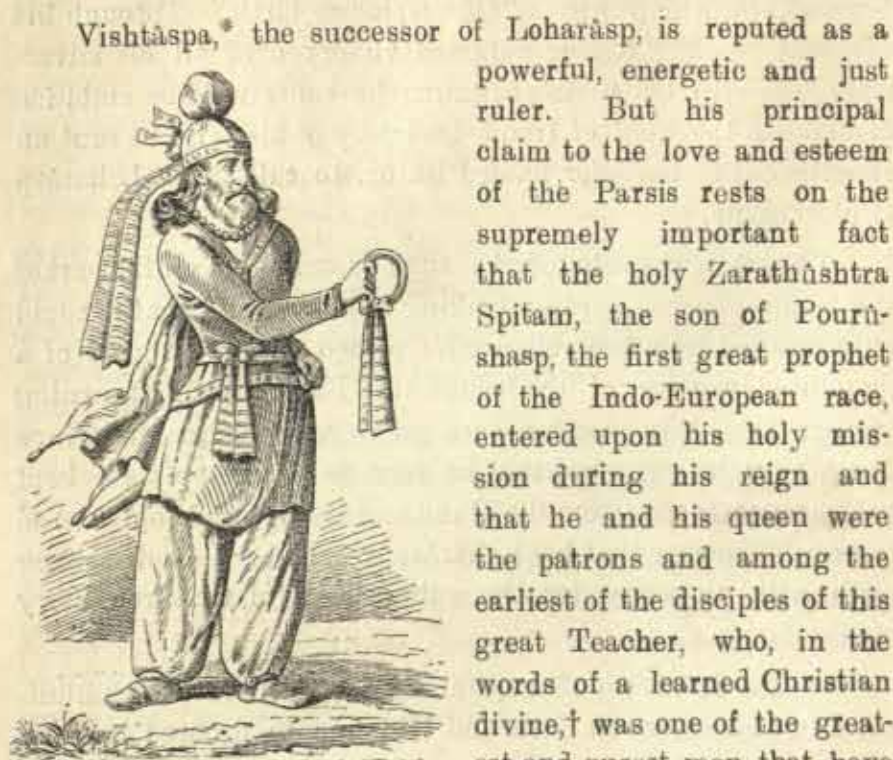 Vishtâspa,* the successor of Loharâsp, is reputed as a
powerful, energetic and just
ruler. But his principal
claim to the love and esteem
of the Parsis rests on the
supremely important fact
that the holy Zarathûshtra
Spitam, the son of Pourû-
shasp, the first great prophet
of the Indo-European race,
entered upon his holy mis-
sion during his reign and
that he and his queen were
the patrons and among the
earliest of the disciples of this
great Teacher, who, in the
words of a learned Christian
divine,† was one of the great-